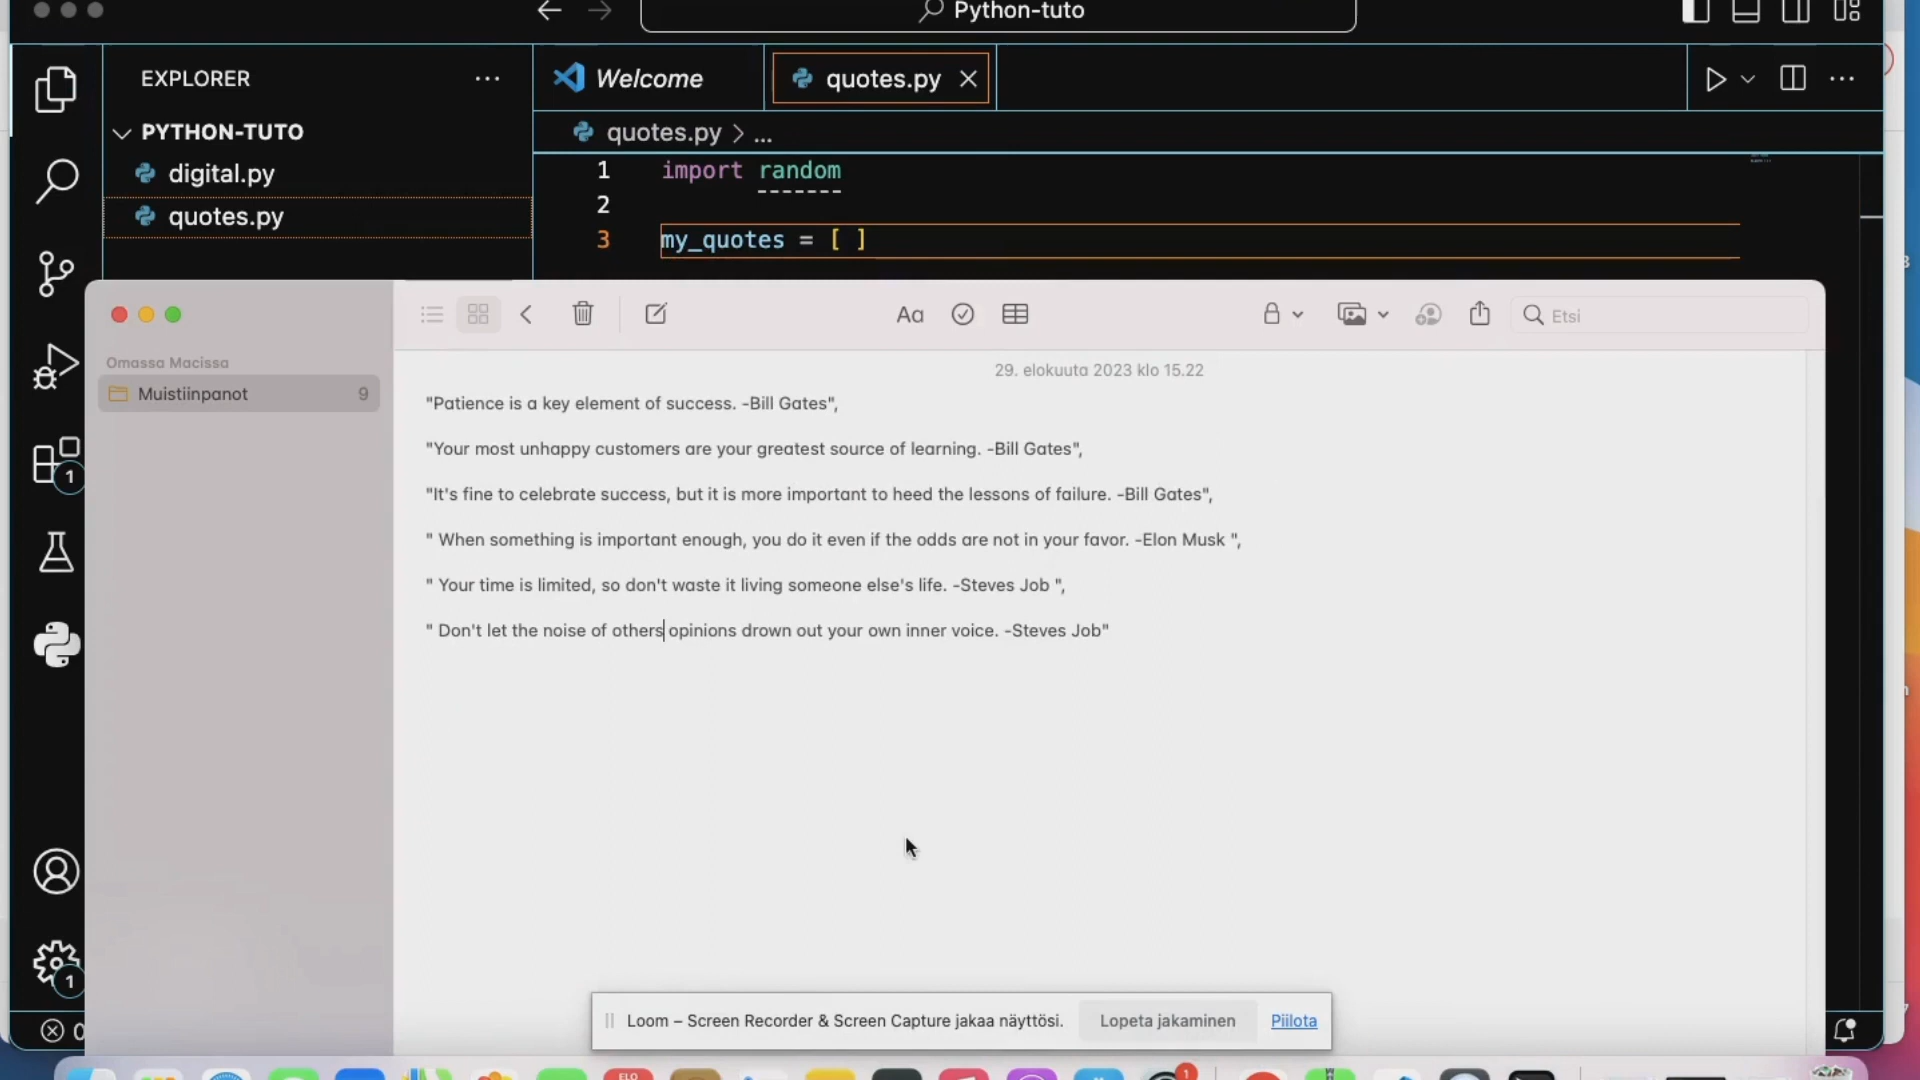 Python-tuto
EXPLORER
Welcome
quotes.py
PYTHON-TUTO
quotes.py > ...
digital.py
quotes.py
1 import random
2
3 my_quotes = [ ]
Aa
Etsi
Omassa Macissa
Muistiinpanot 9
29. elokuuta 2023 klo 15.22
"Patience is a key element of success. -Bill Gates",
"Your most unhappy customers are your greatest source of learning. -Bill Gates",
"It's fine to celebrate success, but it is more important to heed the lessons of failure. -Bill Gates",
" When something is important enough, you do it even if the odds are not in your favor. -Elon Musk ",
" Your time is limited, so don't waste it living someone else's life. -Steves Job ",
" Don't let the noise of others opinions drown out your own inner voice. -Steves Job"
1
1
0
Loom – Screen Recorder & Screen Capture jakaa näyttösi.
Lopeta jakaminen
Piilota
ELO
1